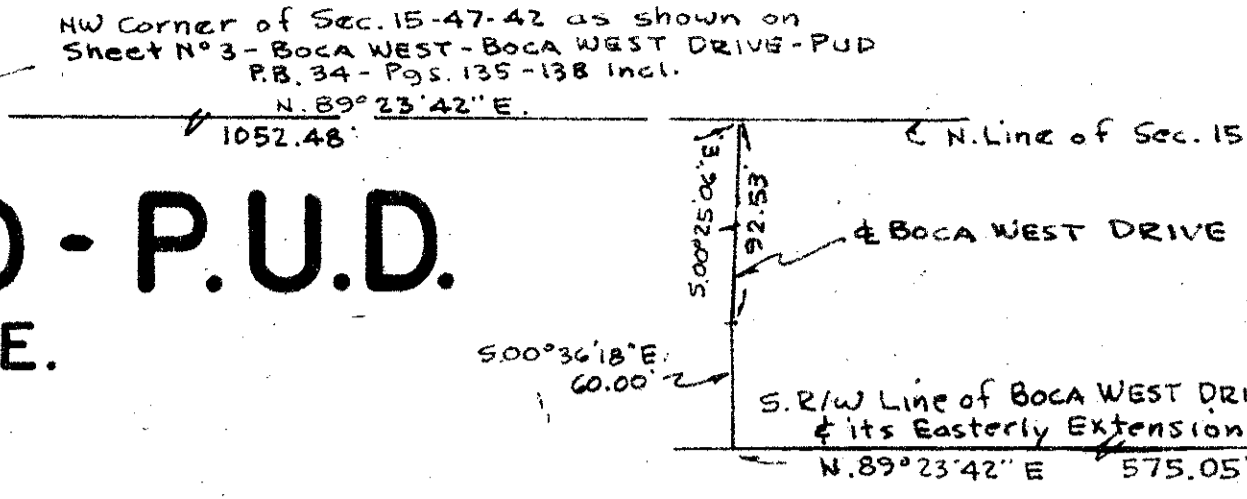 NW Corner of Sec. 15-47-42 as shown on
Sheet Nº 3 - BOCA WEST - BOCA WEST DRIVE - PUD
P.B. 34 - Pgs. 135 - 138 incl.
N. 89° 23' 42" E.
1052.48'
℄ N. Line of Sec. 15
S.00°25'06"E.
92.53'
- P.U.D.
℄ BOCA WEST DRIVE
E.
S.00°36'18"E.
60.00'
S. R/W Line of BOCA WEST DRI
& its Easterly Extension
N.89°23'42" E 575.05'